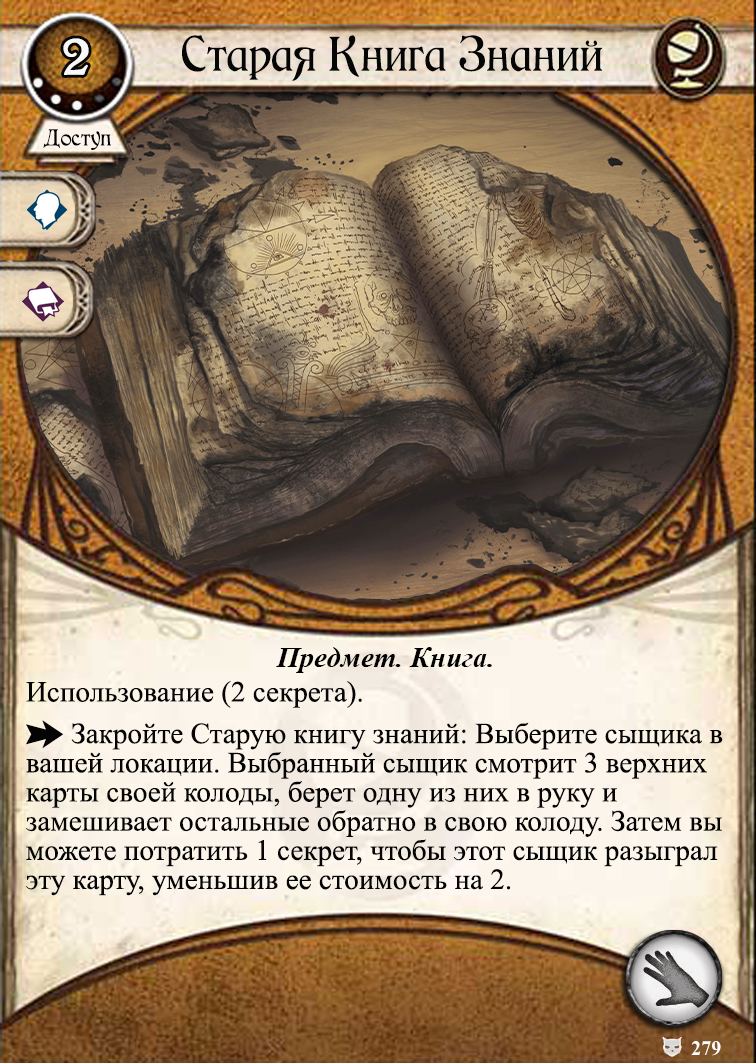 2
Старая Книга Знаний
Доступ
Предмет. Книга.
Использование (2 секрета).
Закройте Старую книгу знаний: Выберите сыщика в
вашей локации. Выбранный сыщик смотрит 3 верхних
карты своей колоды, берет одну из них в руку и
замешивает остальные обратно в свою колоду. Затем вы
можете потратить 1 секрет, чтобы этот сыщик разыграл
эту карту, уменьшив ее стоимость на 2.
279